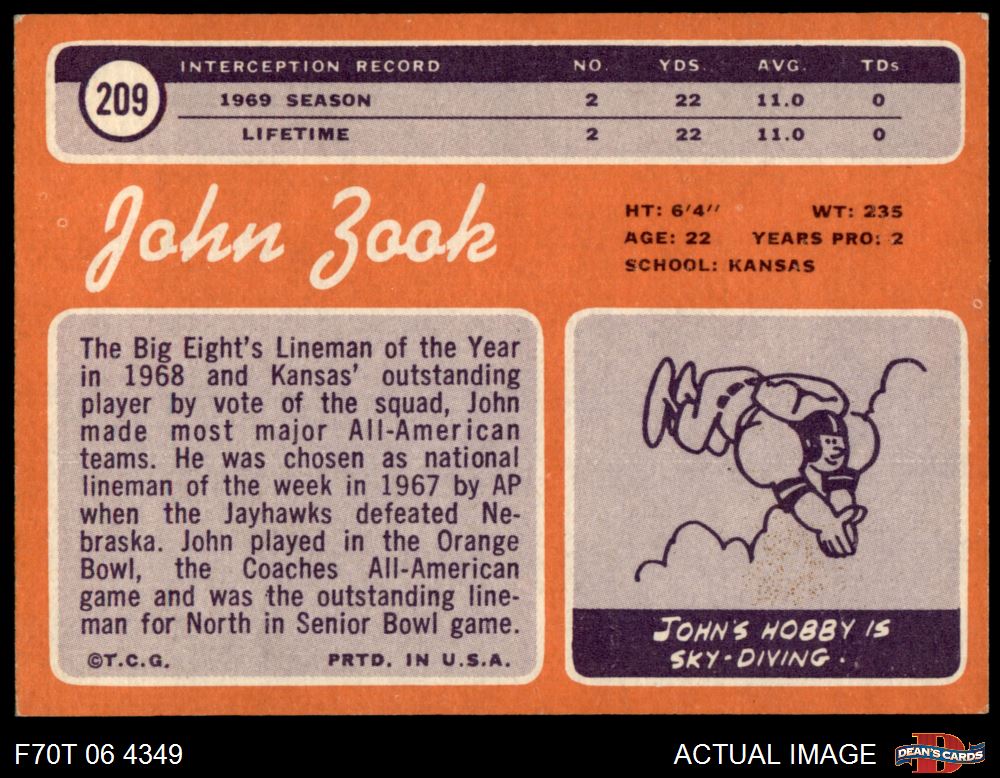 209
INTERCEPTION RECORD NO. YDS. AVG. TDs
1969 SEASON 2 22 11.0 0
LIFETIME 2 22 11.0 0
John Zook
HT: 6'4" WT: 235
AGE: 22 YEARS PRO: 2
SCHOOL: KANSAS
The Big Eight's Lineman of the Year
in 1968 and Kansas' outstanding
player by vote of the squad, John
made most major All-American
teams. He was chosen as national
lineman of the week in 1967 by AP
when the Jayhawks defeated Ne-
braska. John played in the Orange
Bowl, the Coaches All-American
game and was the outstanding line-
man for North in Senior Bowl game.
©T.C.G. PRTD. IN U.S.A.
JOHN'S HOBBY IS
SKY-DIVING.
F70T 06 4349
ACTUAL IMAGE
D
DEAN'S CARDS